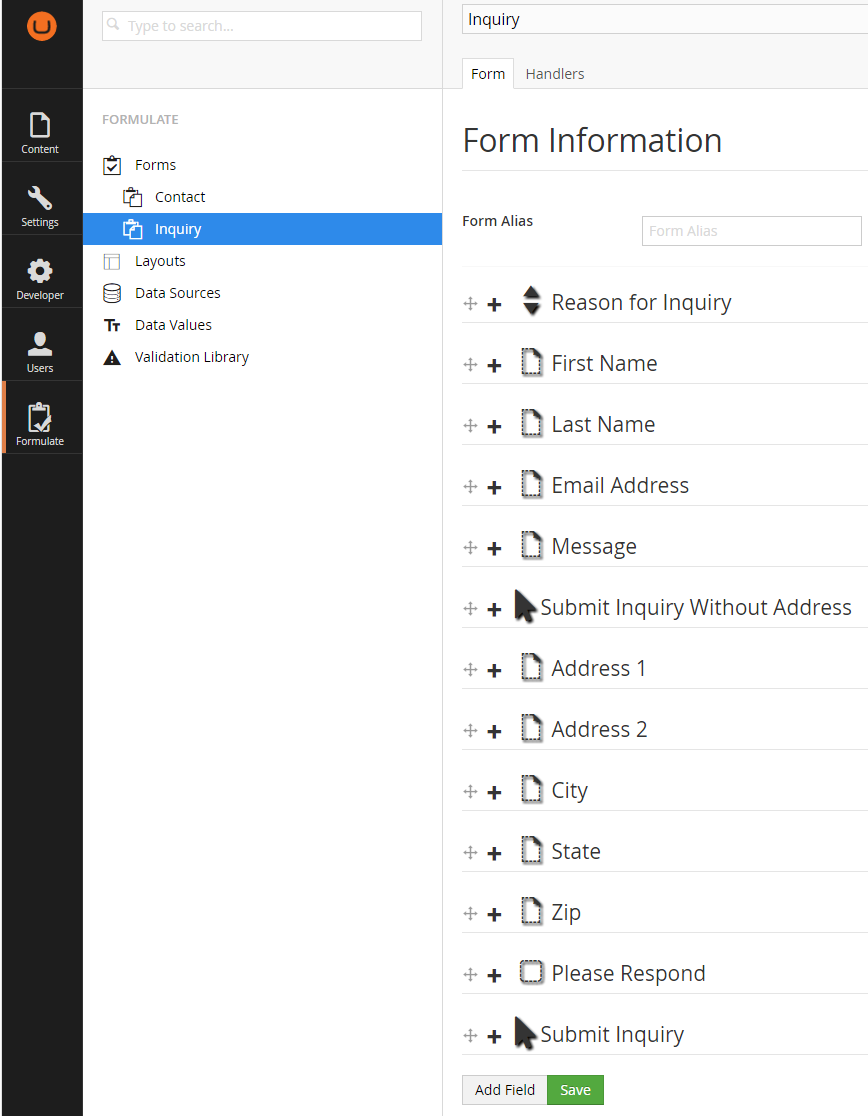 Type to search...
Content
Settings
Developer
Users
Formulate
FORMULATE
Forms
Contact
Inquiry
Layouts
Data Sources
Data Values
Validation Library
Inquiry
Form
Handlers
Form Information
Form Alias
Form Alias
Reason for Inquiry
First Name
Last Name
Email Address
Message
Submit Inquiry Without Address
Address 1
Address 2
City
State
Zip
Please Respond
Submit Inquiry
Add Field
Save